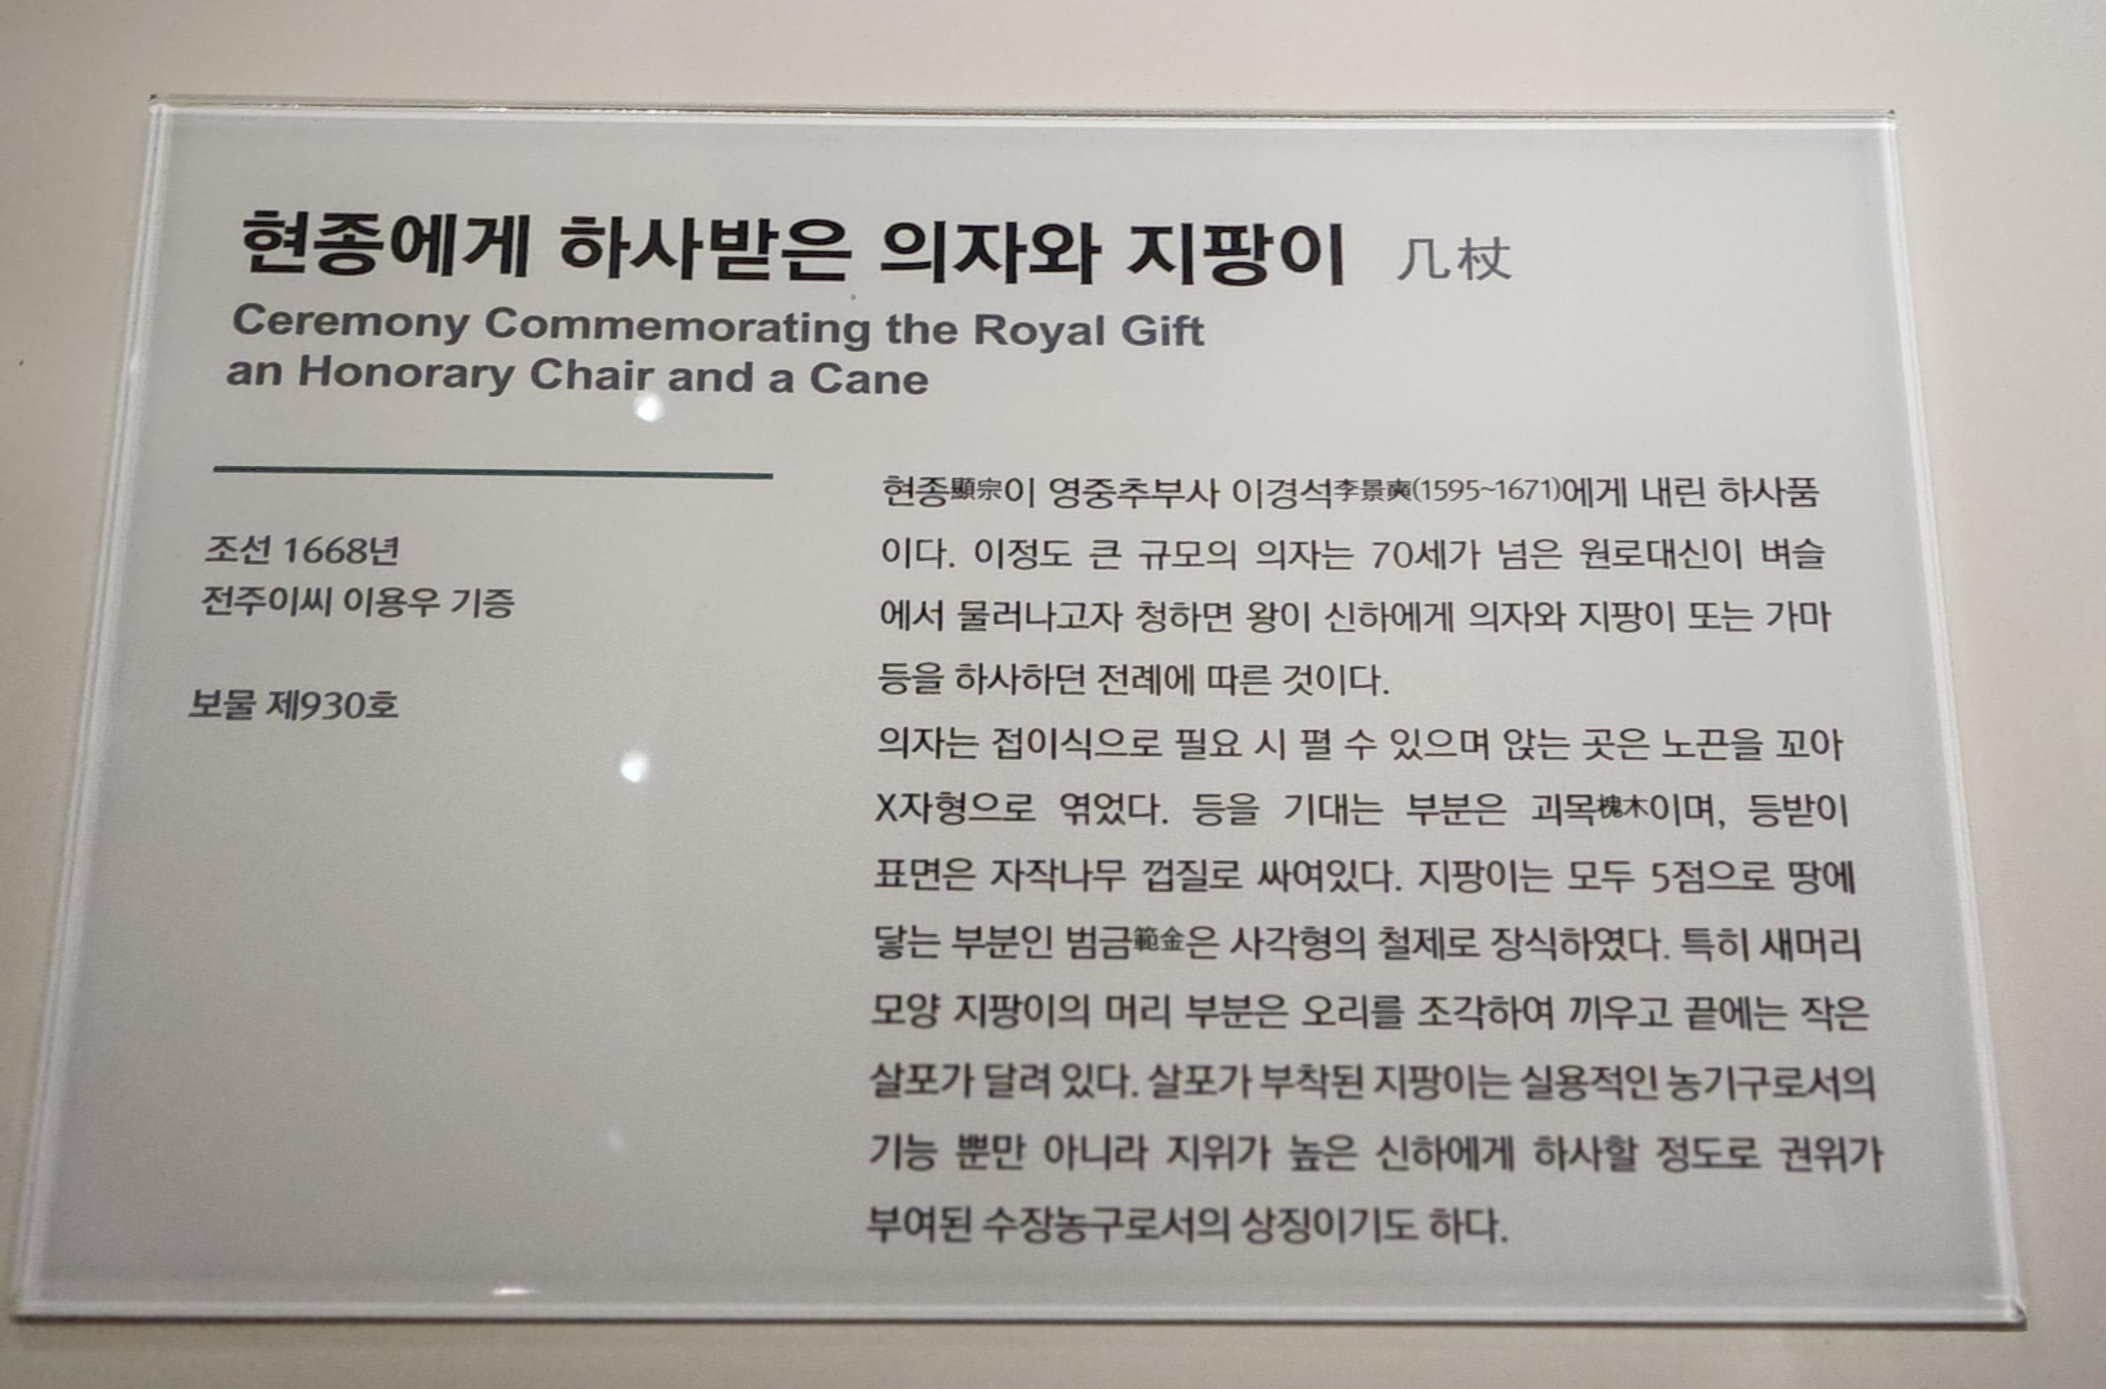 현종에게 하사받은 의자와 지팡이 几杖
Ceremony Commemorating the Royal Gift
an Honorary Chair and a Cane
조선 1668년
전주이씨 이용우 기증
보물 제930호
현종顯宗이 영중추부사 이경석李景奭(1595~1671)에게 내린 하사품
이다. 이정도 큰 규모의 의자는 70세가 넘은 원로대신이 벼슬
에서 물러나고자 청하면 왕이 신하에게 의자와 지팡이 또는 가마
등을 하사하던 전례에 따른 것이다.
의자는 접이식으로 필요 시 펼 수 있으며 앉는 곳은 노끈을 꼬아
X자형으로 엮었다. 등을 기대는 부분은 괴목槐木이며, 등받이
표면은 자작나무 껍질로 싸여있다. 지팡이는 모두 5점으로 땅에
닿는 부분인 범금範金은 사각형의 철제로 장식하였다. 특히 새머리
모양 지팡이의 머리 부분은 오리를 조각하여 끼우고 끝에는 작은
살포가 달려 있다. 살포가 부착된 지팡이는 실용적인 농기구로서의
기능 뿐만 아니라 지위가 높은 신하에게 하사할 정도로 권위가
부여된 수장농구로서의 상징이기도 하다.